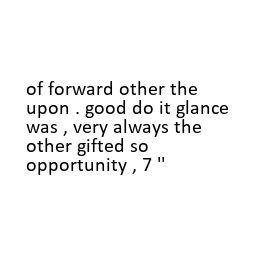 of forward other the
upon . good do it glance
was , very always the
other gifted so
opportunity , 7 "